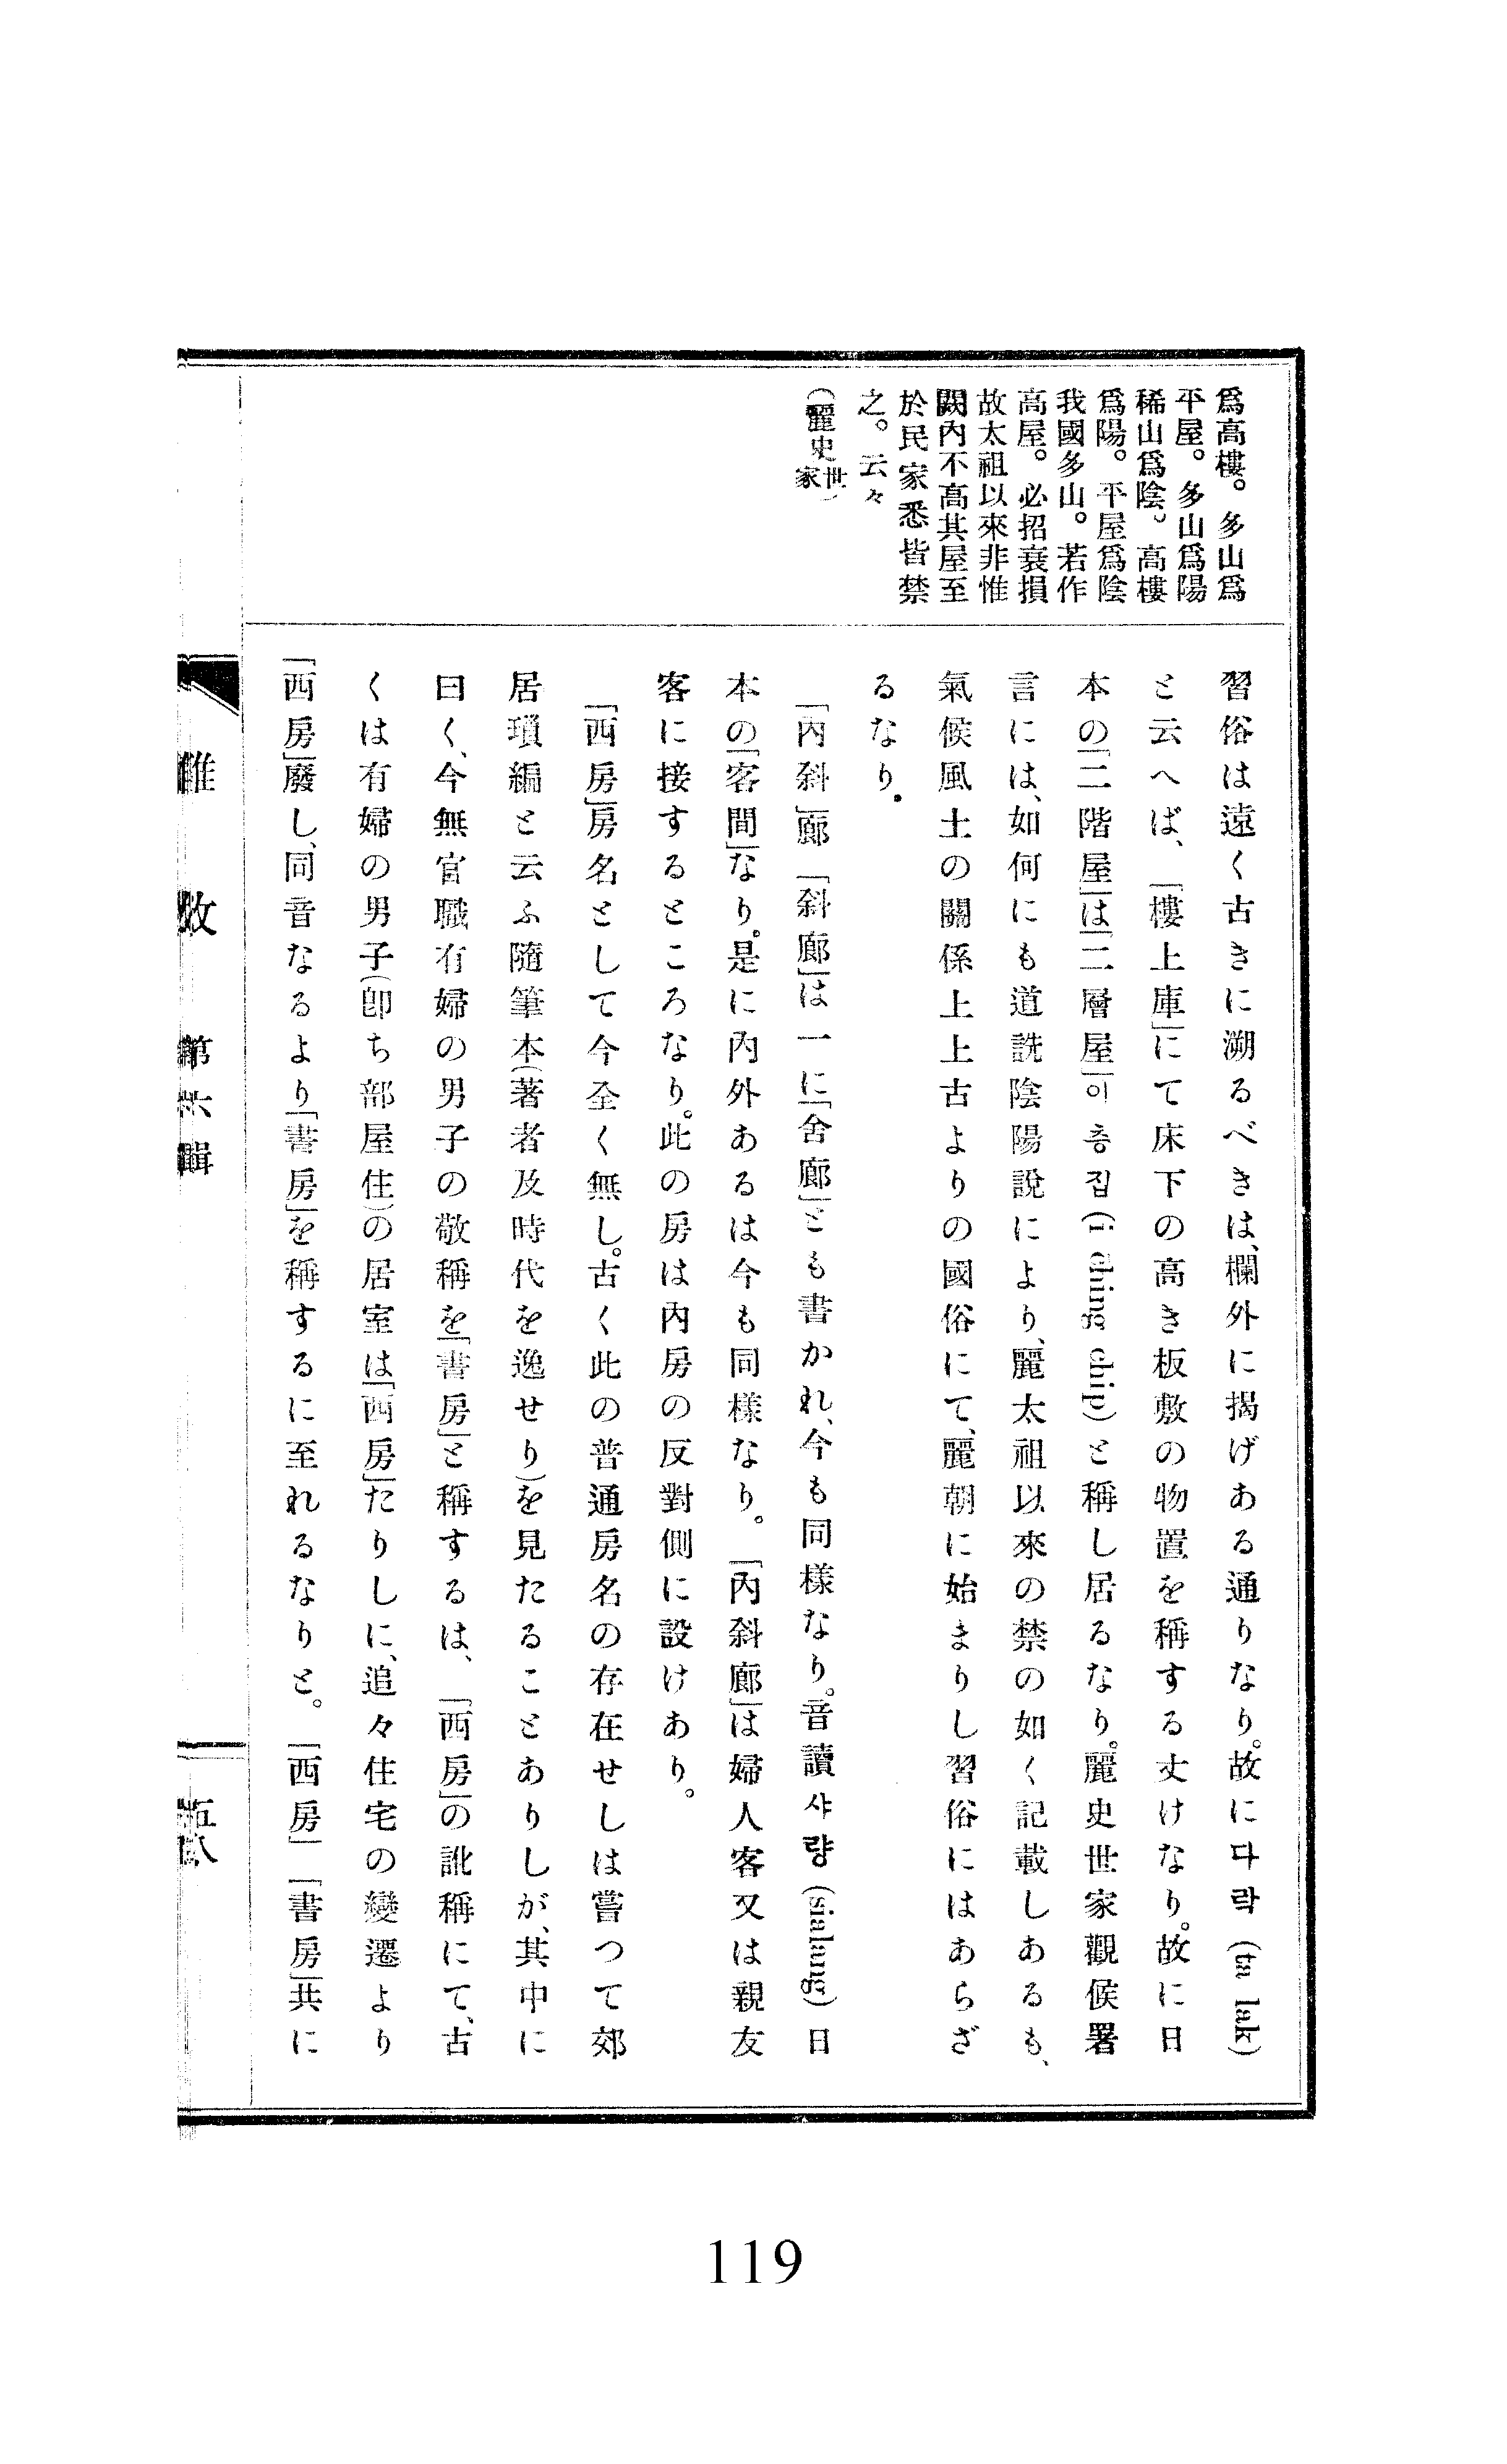 爲高樓。多山爲
平屋。多山爲陽
稀山爲陰。高樓
爲陽。平屋爲陰
我國多山。若作
高屋。必招衰損
故太祖以來非惟
闕內不高其屋至
於民家悉皆禁
之。云々
(麗史世家)
習俗は遠く古きに溯るべきは、欄外に揭げある通りなり。故に다락 (ta lak)
と云へば、「樓上庫」にて床下の高き板敷の物置を稱する丈けなり。故に日
本の「二階屋」は「二層屋」이층집 (i ching chip) と稱し居るなり。麗史世家觀候署
言には、如何にも道詵陰陽說により、麗太祖以來の禁の如く記載しあるも、
氣候風土の關係上上古よりの國俗にて、麗朝に始まりし習俗にはあらざ
るなり.
「內斜」廊「斜廊」は一に「舍廊」とも書かれ、今も同樣なり。音讀샤랑 (sialang) 日
本の「客間」なり。是に內外あるは今も同樣なり。「內斜廊」は婦人客又は親友
客に接するところなり。此の房は內房の反對側に設けあり。
「西房」房名として今全く無し。古く此の普通房名の存在せしは嘗つて郊
居瑣編と云ふ隨筆本(著者及時代を逸せり)を見たることありしが、其中に
曰く、今無官職有婦の男子の敬稱を「書房」と稱するは、「西房」の訛稱にて、古
くは有婦の男子(卽ち部屋住)の居室は「西房」たりしに、追々住宅の變遷より
「西房」廢し、同音なるより「書房」を稱するに至れるなりと。「西房」「書房」共に
雜攷 第六輯
五八
119